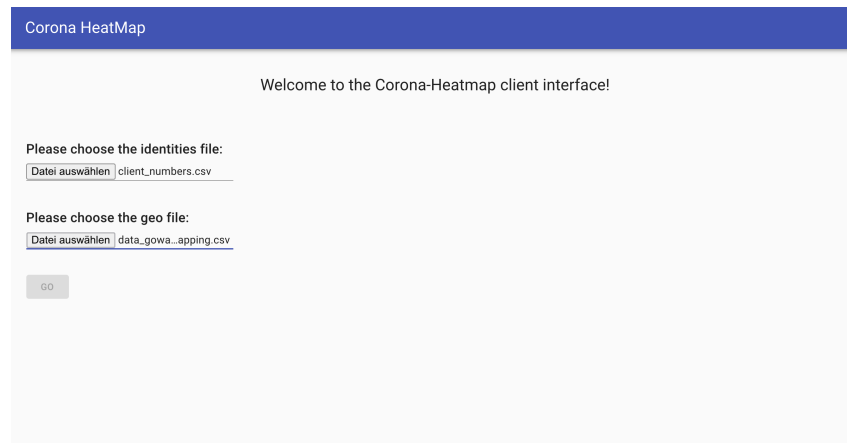 Corona HeatMap
Welcome to the Corona-Heatmap client interface!
Please choose the identities file:
Datei auswählen client_numbers.csv
Please choose the geo file:
Datei auswählen data_gowa...apping.csv
GO